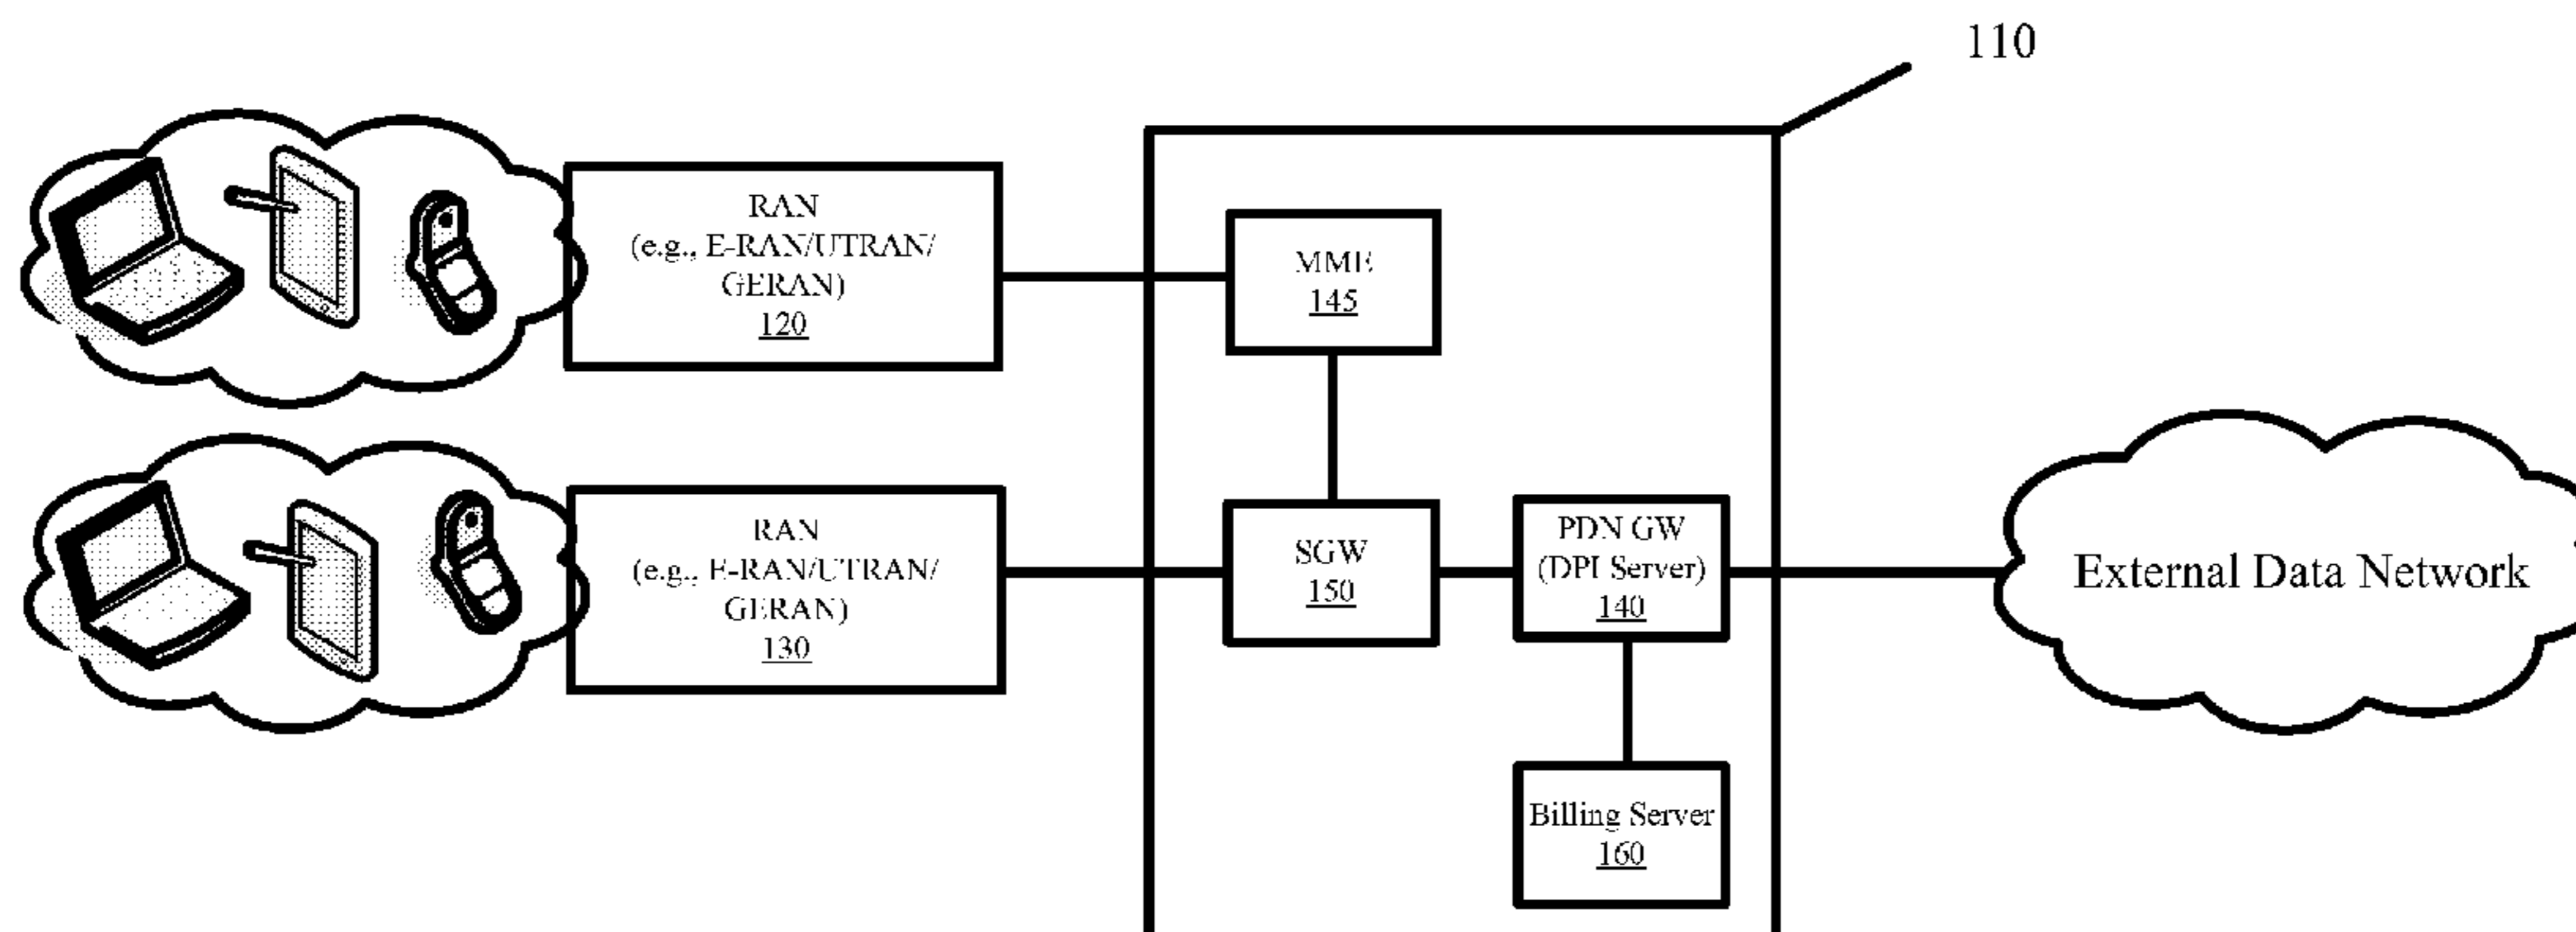 110
RAN
(e.g., E-RAN/UTRAN/
GERAN)
120
MME
145
RAN
(e.g., E-RAN/UTRAN/
GERAN)
130
SGW
150
PDN GW
(DPI Server)
140
External Data Network
Billing Server
160